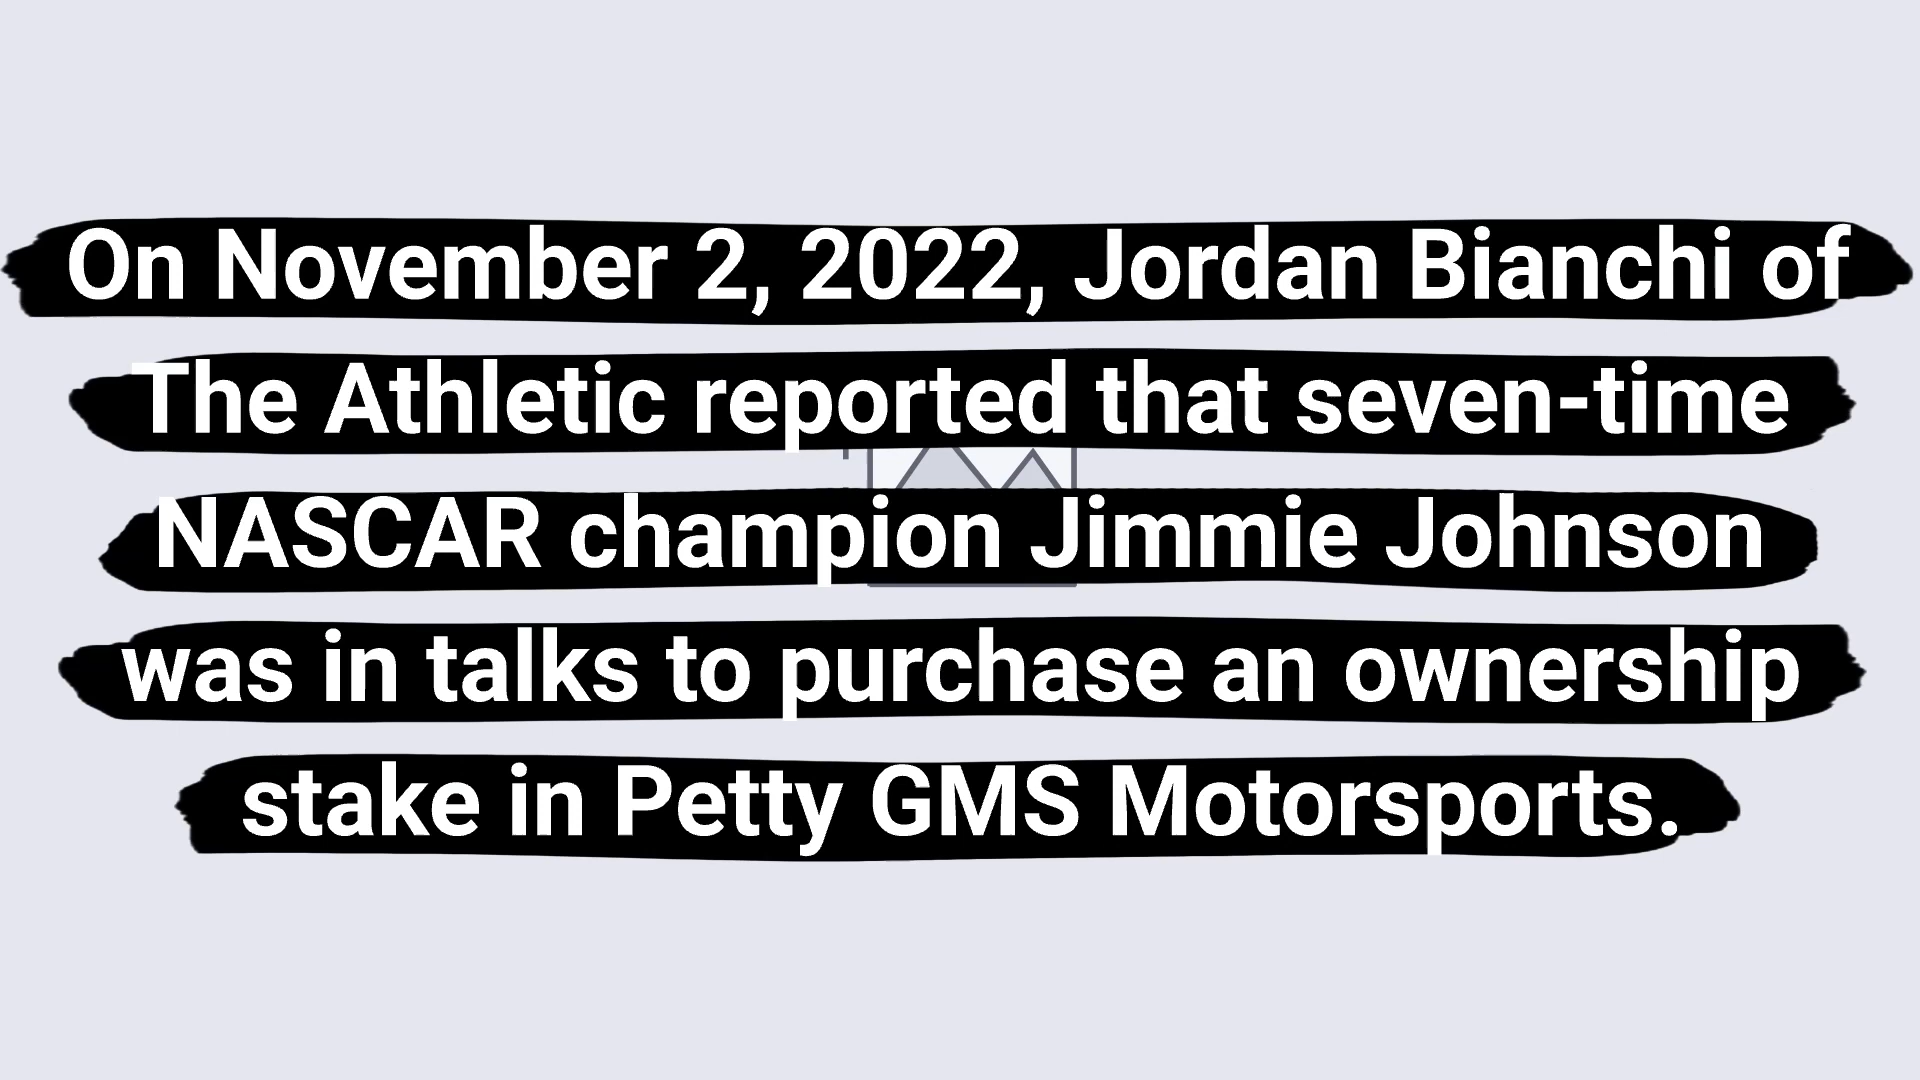 On November 2, 2022, Jordan Bianchi of
The Athletic reported that seven-time
NASCAR champion Jimmie Johnson
was in talks to purchase an ownership
stake in Petty GMS Motorsports.